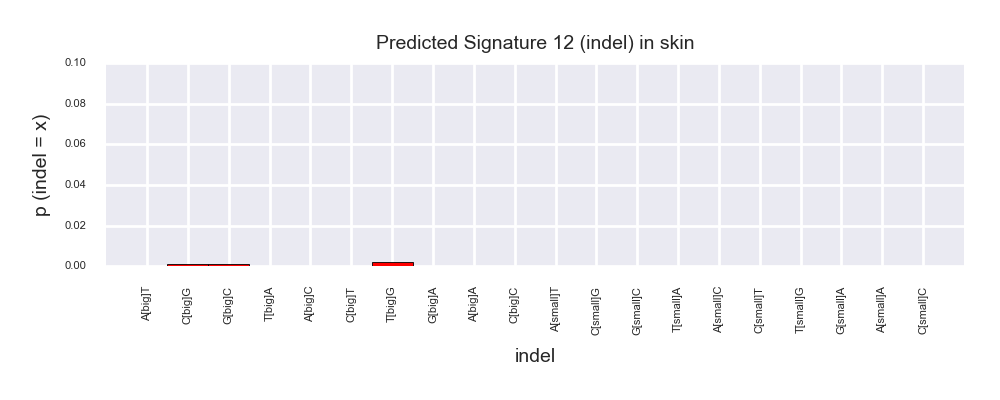 Predicted Signature 12 (indel) in skin
p (indel = x)
0.10
0.08
0.06
0.04
0.02
0.00
A[big]T
C[big]G
G[big]C
T[big]A
A[big]C
C[big]T
T[big]G
G[big]A
A[big]A
C[big]C
A[small]T
C[small]G
G[small]C
T[small]A
A[small]C
C[small]T
T[small]G
G[small]A
A[small]A
C[small]C
indel